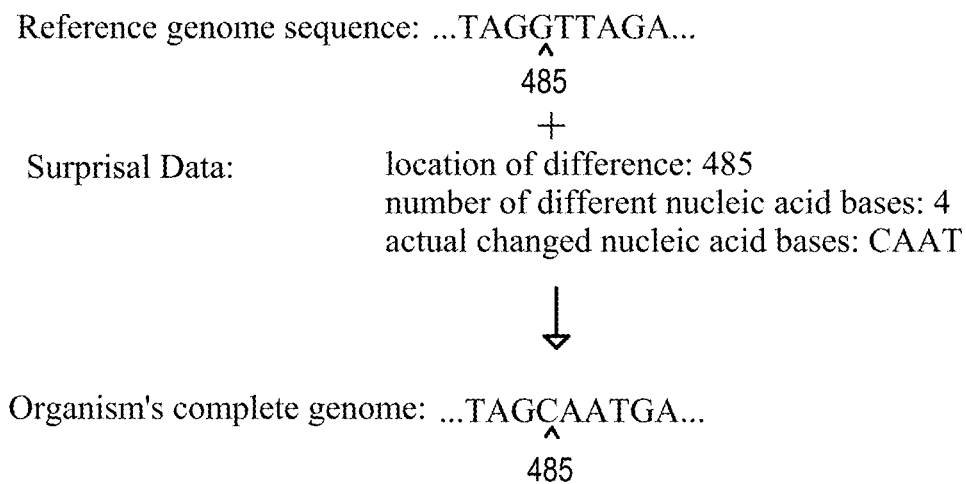 Reference genome sequence: ...TAGGTTAGA...
^
485
+
Surprisal Data: location of difference: 485
number of different nucleic acid bases: 4
actual changed nucleic acid bases: CAAT
Organism's complete genome: ...TAGCAATGA...
^
485